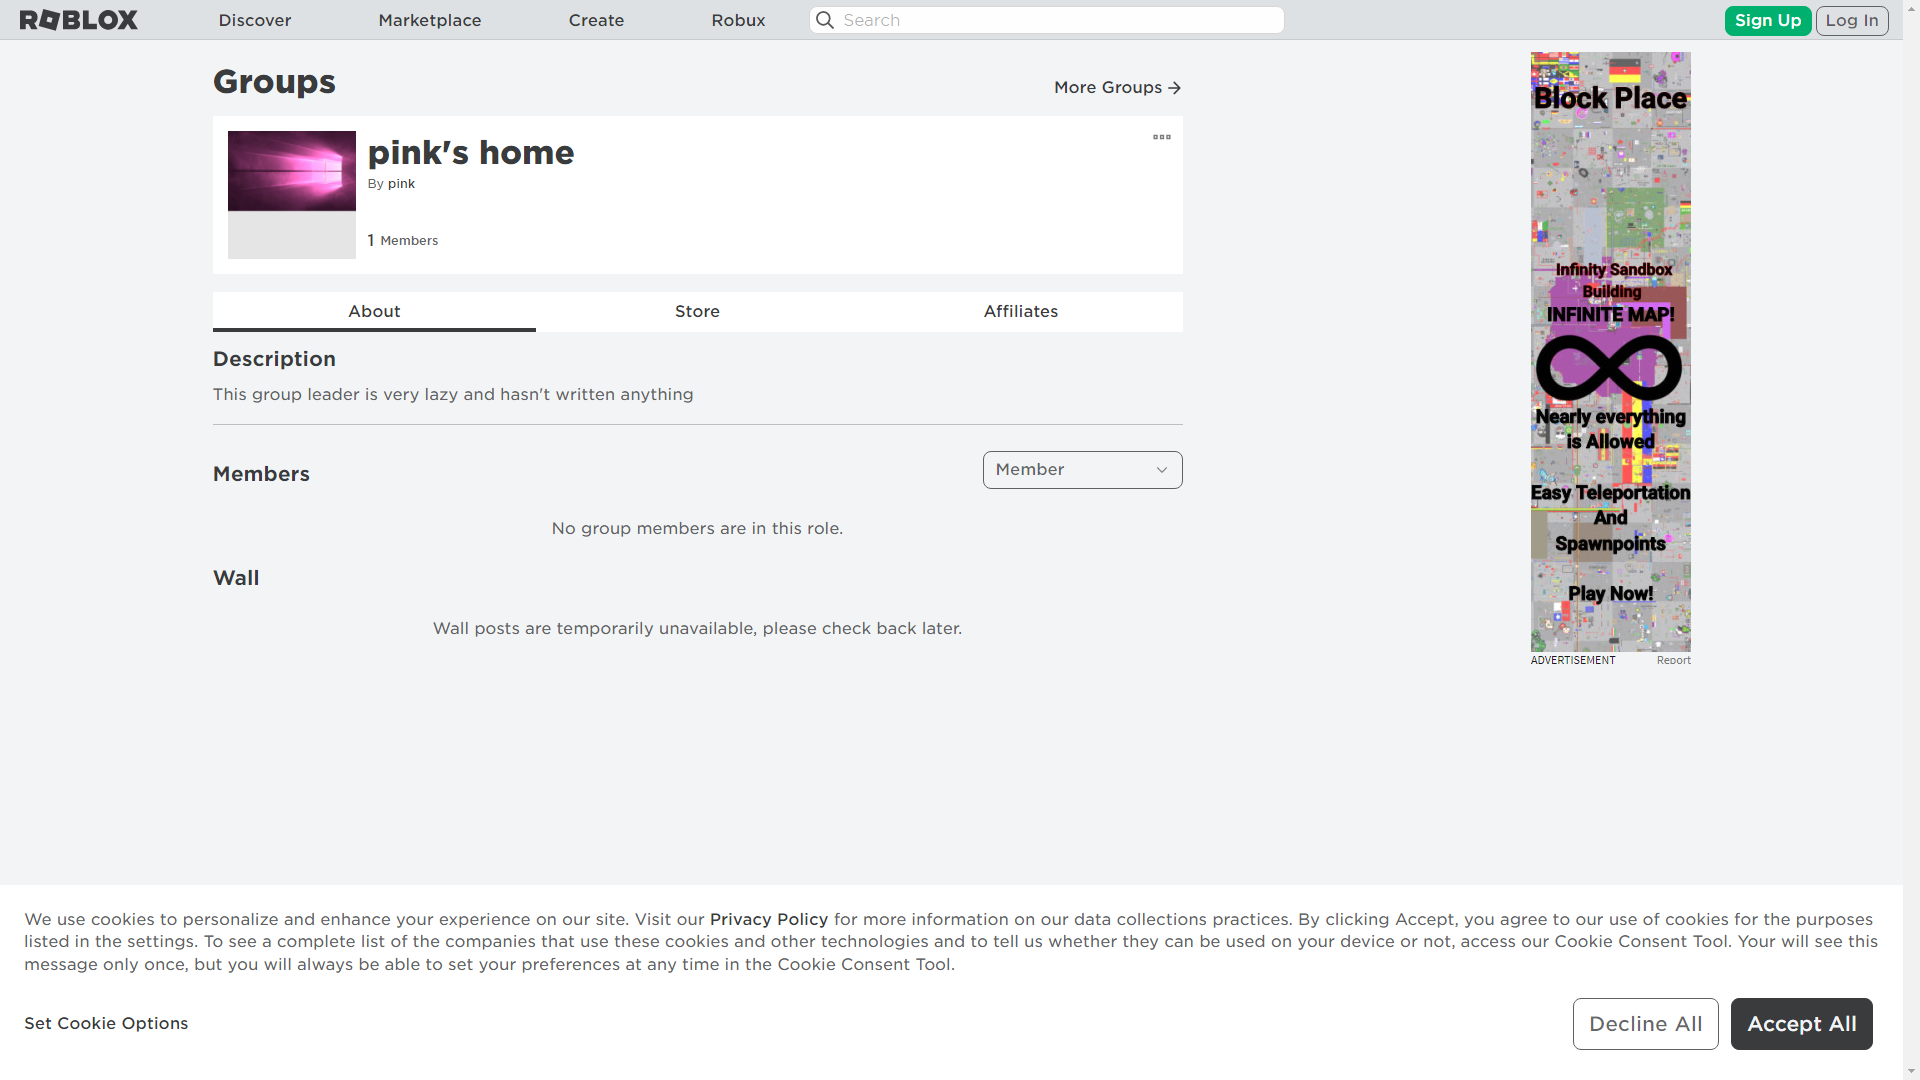 ROBLOX
Discover
Marketplace
Create
Robux
Search
Sign Up
Log In
Groups
More Groups
pink's home
By pink
1 Members
About
Store
Affiliates
Description
This group leader is very lazy and hasn't written anything
Members
Member
No group members are in this role.
Wall
Wall posts are temporarily unavailable, please check back later.
Block Place
Infinity Sandbox
Building
INFINITE MAP!
Nearly everything
is Allowed
Easy Teleportation
And
Spawnpoints
Play Now!
ADVERTISEMENT
Report
We use cookies to personalize and enhance your experience on our site. Visit our Privacy Policy for more information on our data collections practices. By clicking Accept, you agree to our use of cookies for the purposes
listed in the settings. To see a complete list of the companies that use these cookies and other technologies and to tell us whether they can be used on your device or not, access our Cookie Consent Tool. Your will see this
message only once, but you will always be able to set your preferences at any time in the Cookie Consent Tool.
Set Cookie Options
Decline All
Accept All